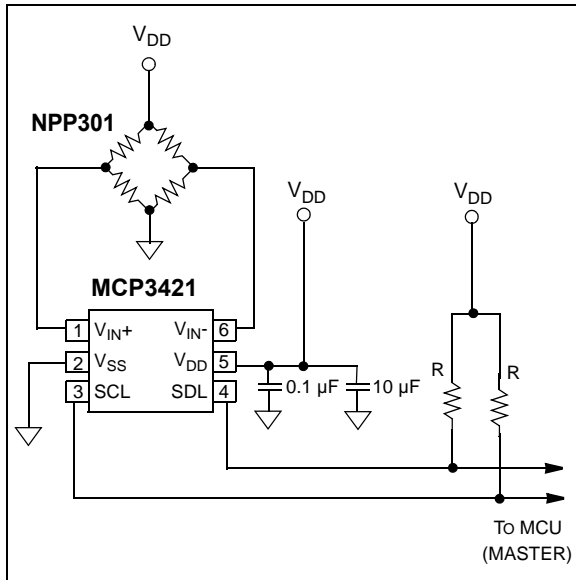 VDD
NPP301
VDD
VDD
MCP3421
1 VIN+ VIN- 6
2 VSS VDD 5
3 SCL SDL 4
0.1 µF 10 µF
R R
TO MCU
(MASTER)